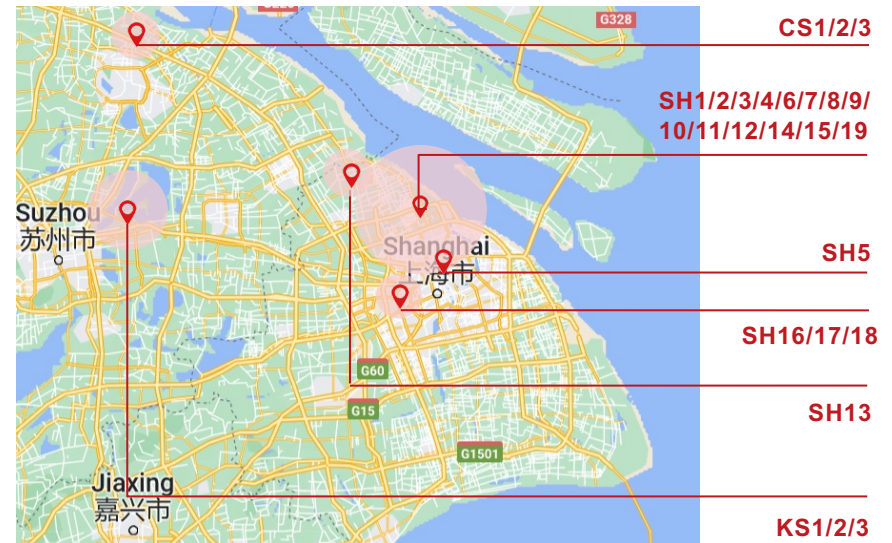 G328
CS1/2/3
SH1/2/3/4/6/7/8/9/
10/11/12/14/15/19
Suzhou
苏州市
Shanghai
上海市
SH5
SH16/17/18
G60
G15
SH13
G1501
Jiaxing
嘉兴市
KS1/2/3